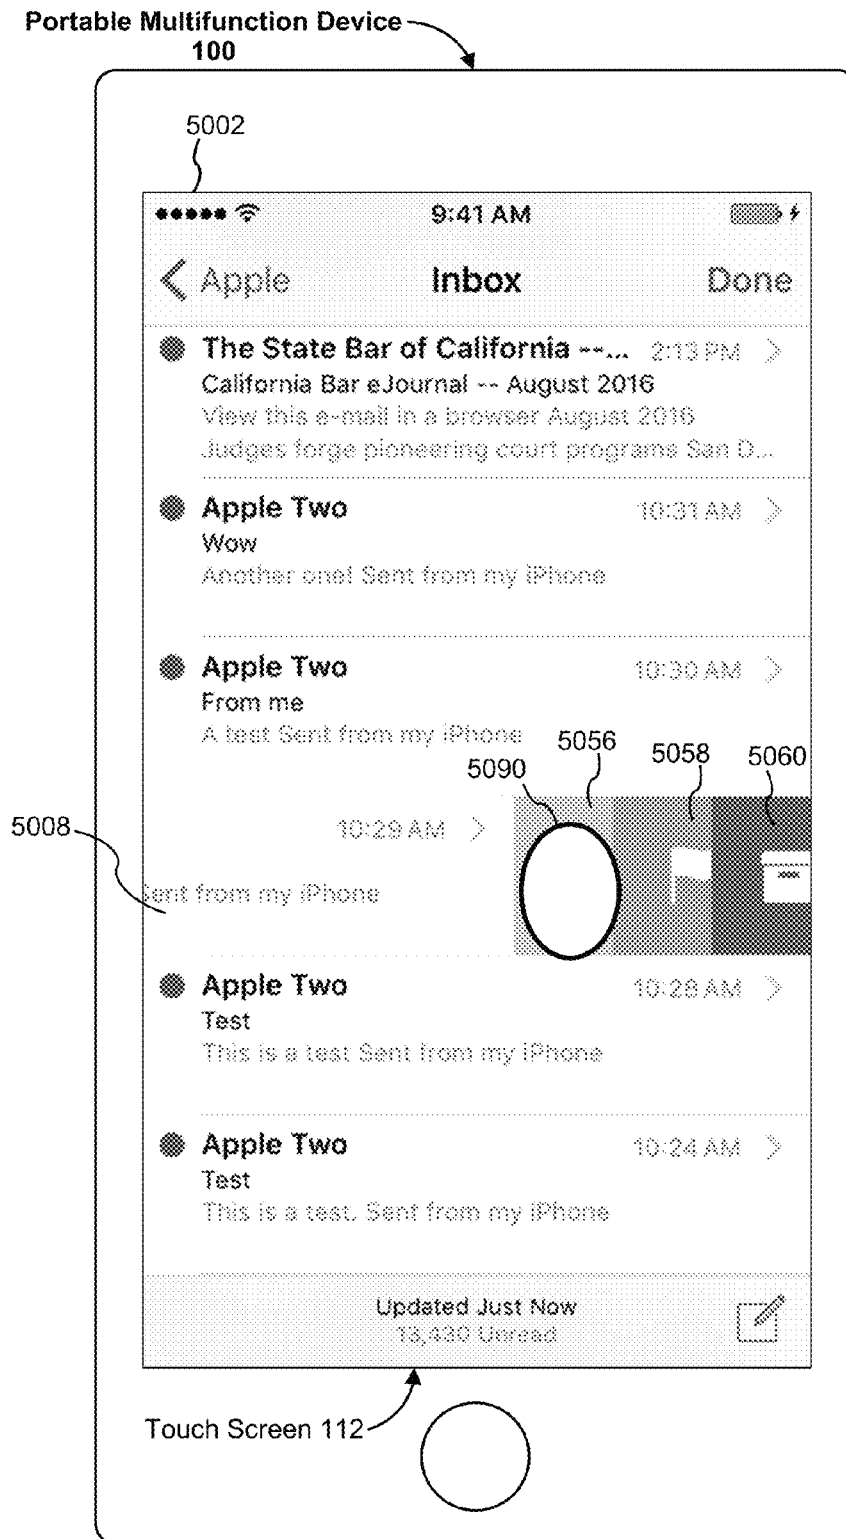 Portable Multifunction Device
100
5002
9:41 AM
Apple Inbox Done
The State Bar of California --... 2:13 PM
California Bar eJournal -- August 2016
View this e-mail in a browser August 2016
Judges forge pioneering court programs San D...
Apple Two 10:31 AM
Wow
Another one! Sent from my iPhone
Apple Two 10:30 AM
From me
A test Sent from my iPhone
5056
5058
5060
5090
5008
10:29 AM
Sent from my iPhone
Apple Two 10:28 AM
Test
This is a test Sent from my iPhone
Apple Two 10:24 AM
Test
This is a test. Sent from my iPhone
Updated Just Now
13,430 Unread
Touch Screen 112